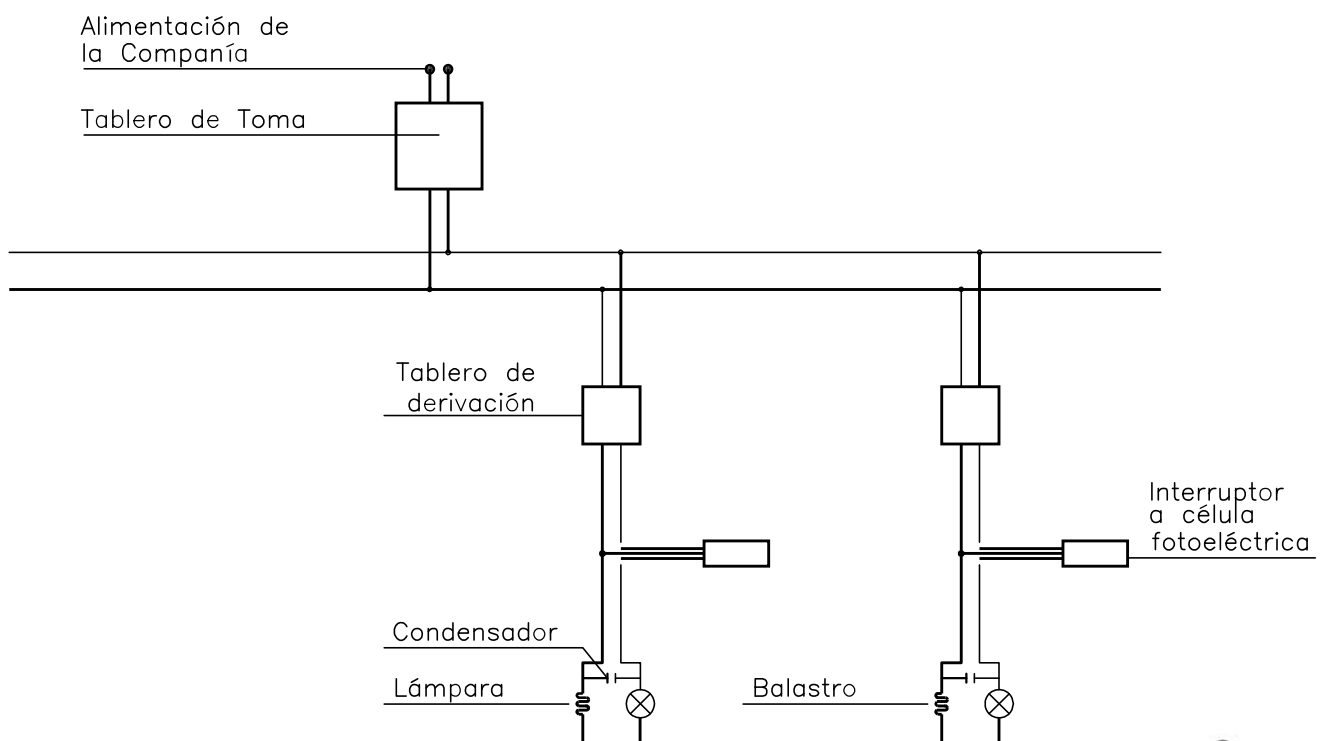 Alimentación de
la Companía
Tablero de Toma
Tablero de
derivación
Interruptor
a célula
fotoeléctrica
Condensador
Lámpara
Balastro